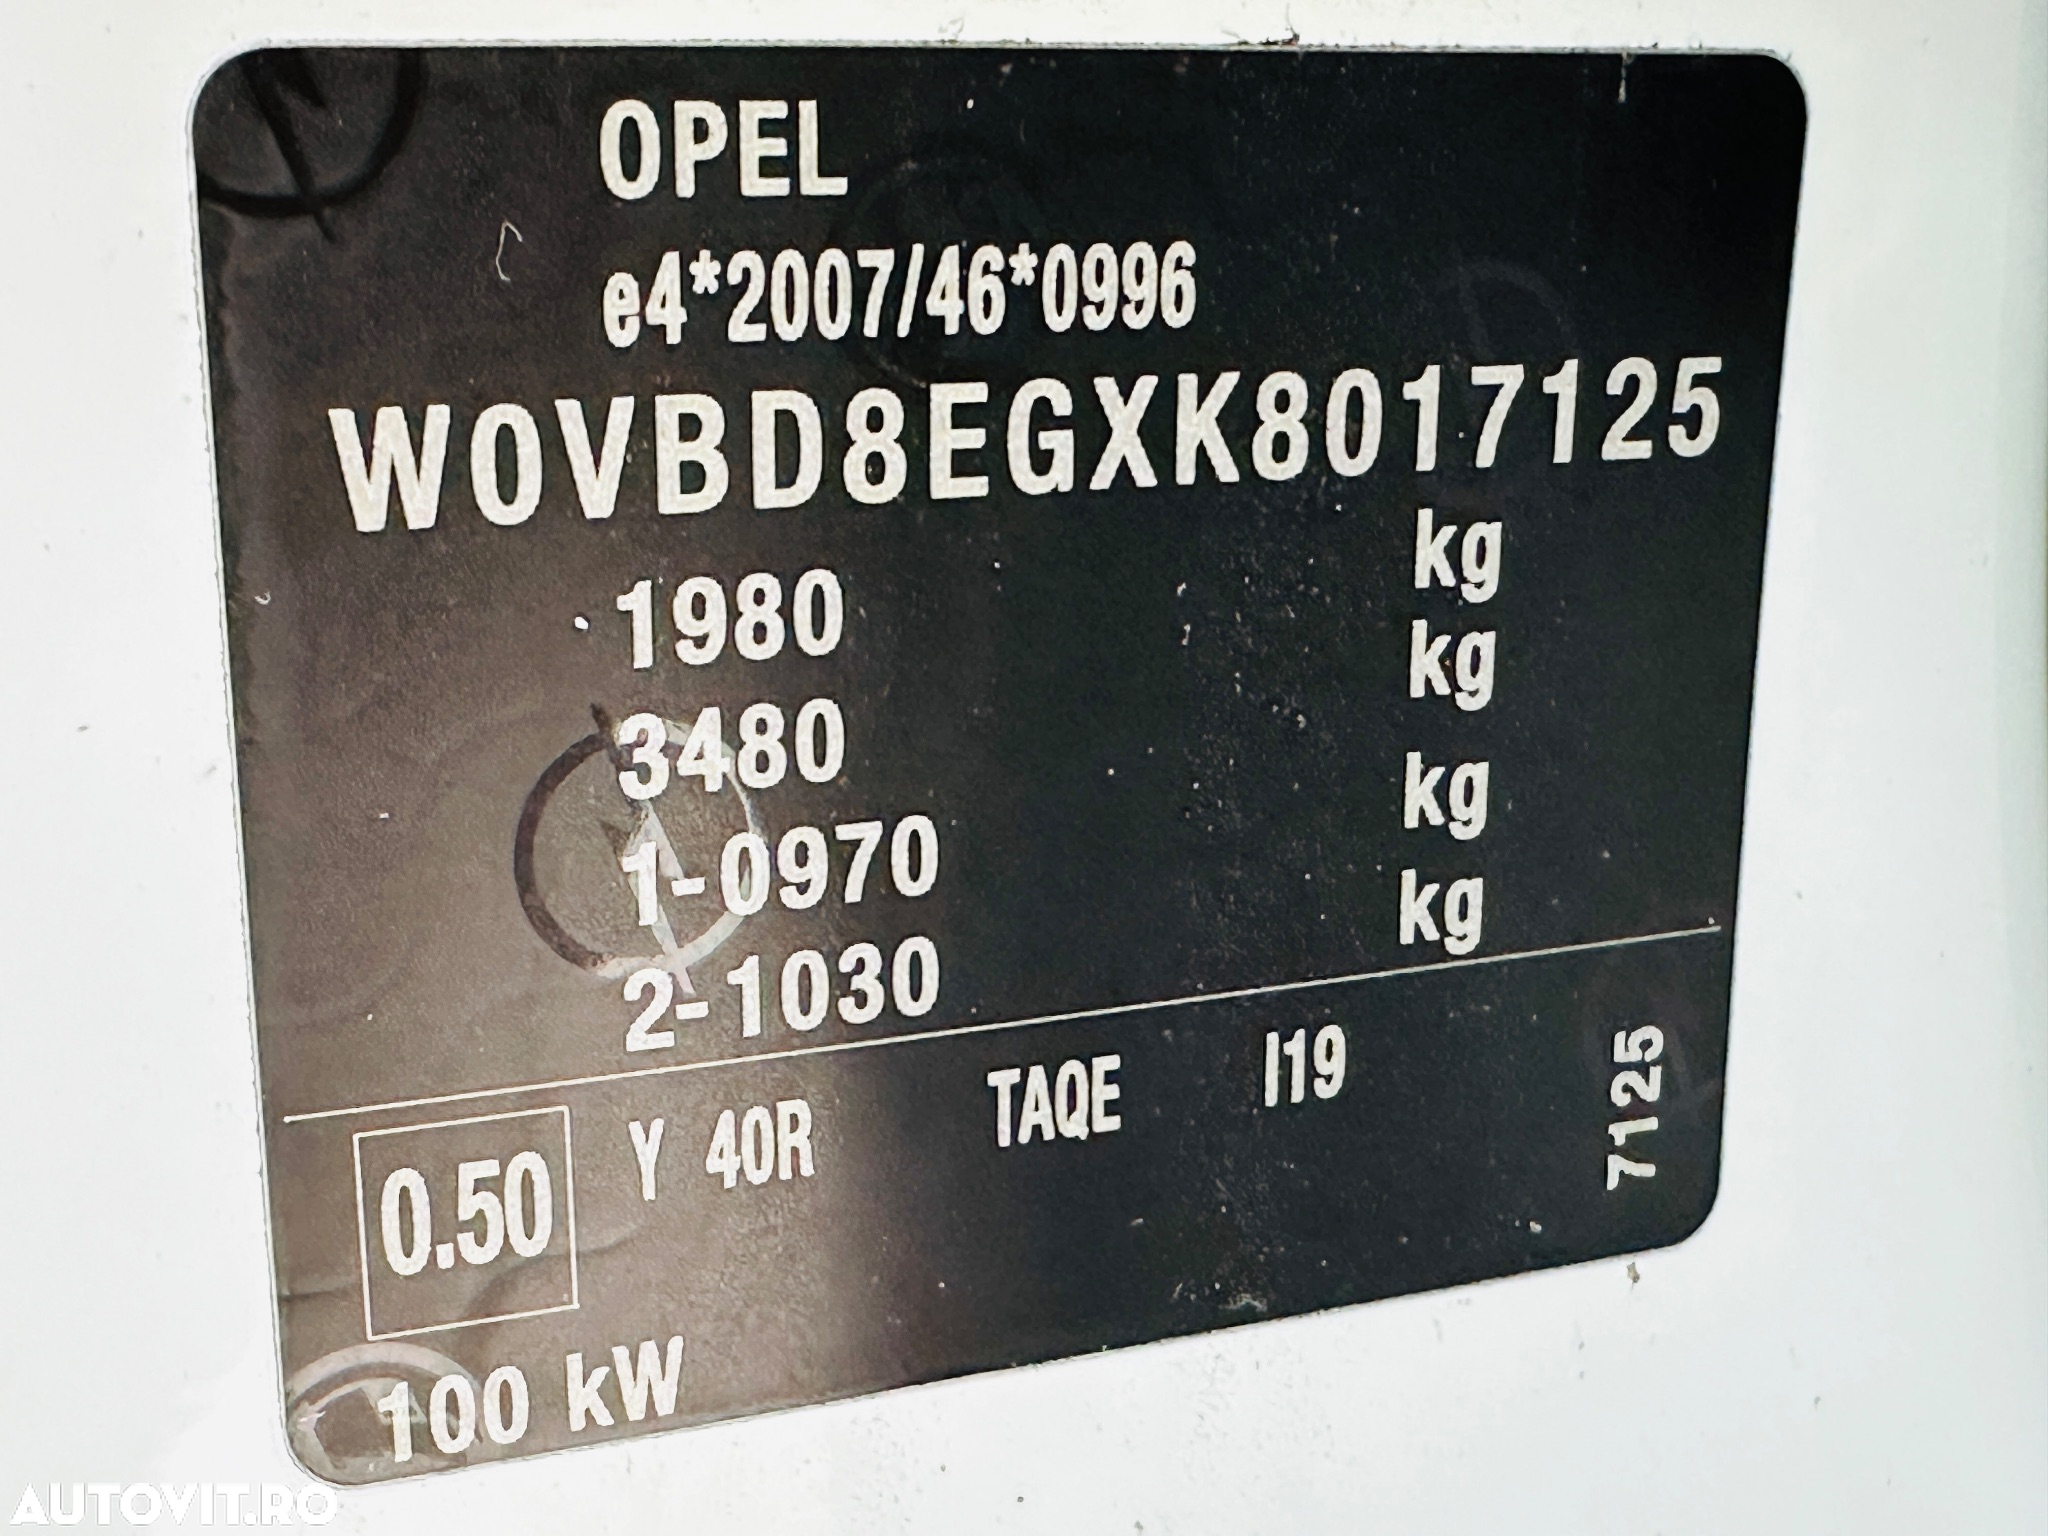 OPEL
e4*2007/46*0996
W0VBD8EGXK8017125
1980 kg
3480 kg
1-0970 kg
2-1030 kg
0.50 Y 40R TAQE I19 7125
100 kW
AUTOVIT.RO